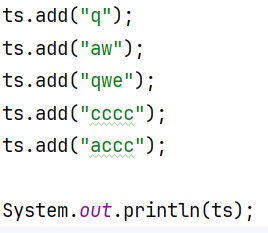 ts.add("q");
ts.add("aw");
ts.add("qwe");
ts.add("cccc");
ts.add("accc");
System.out.println(ts);